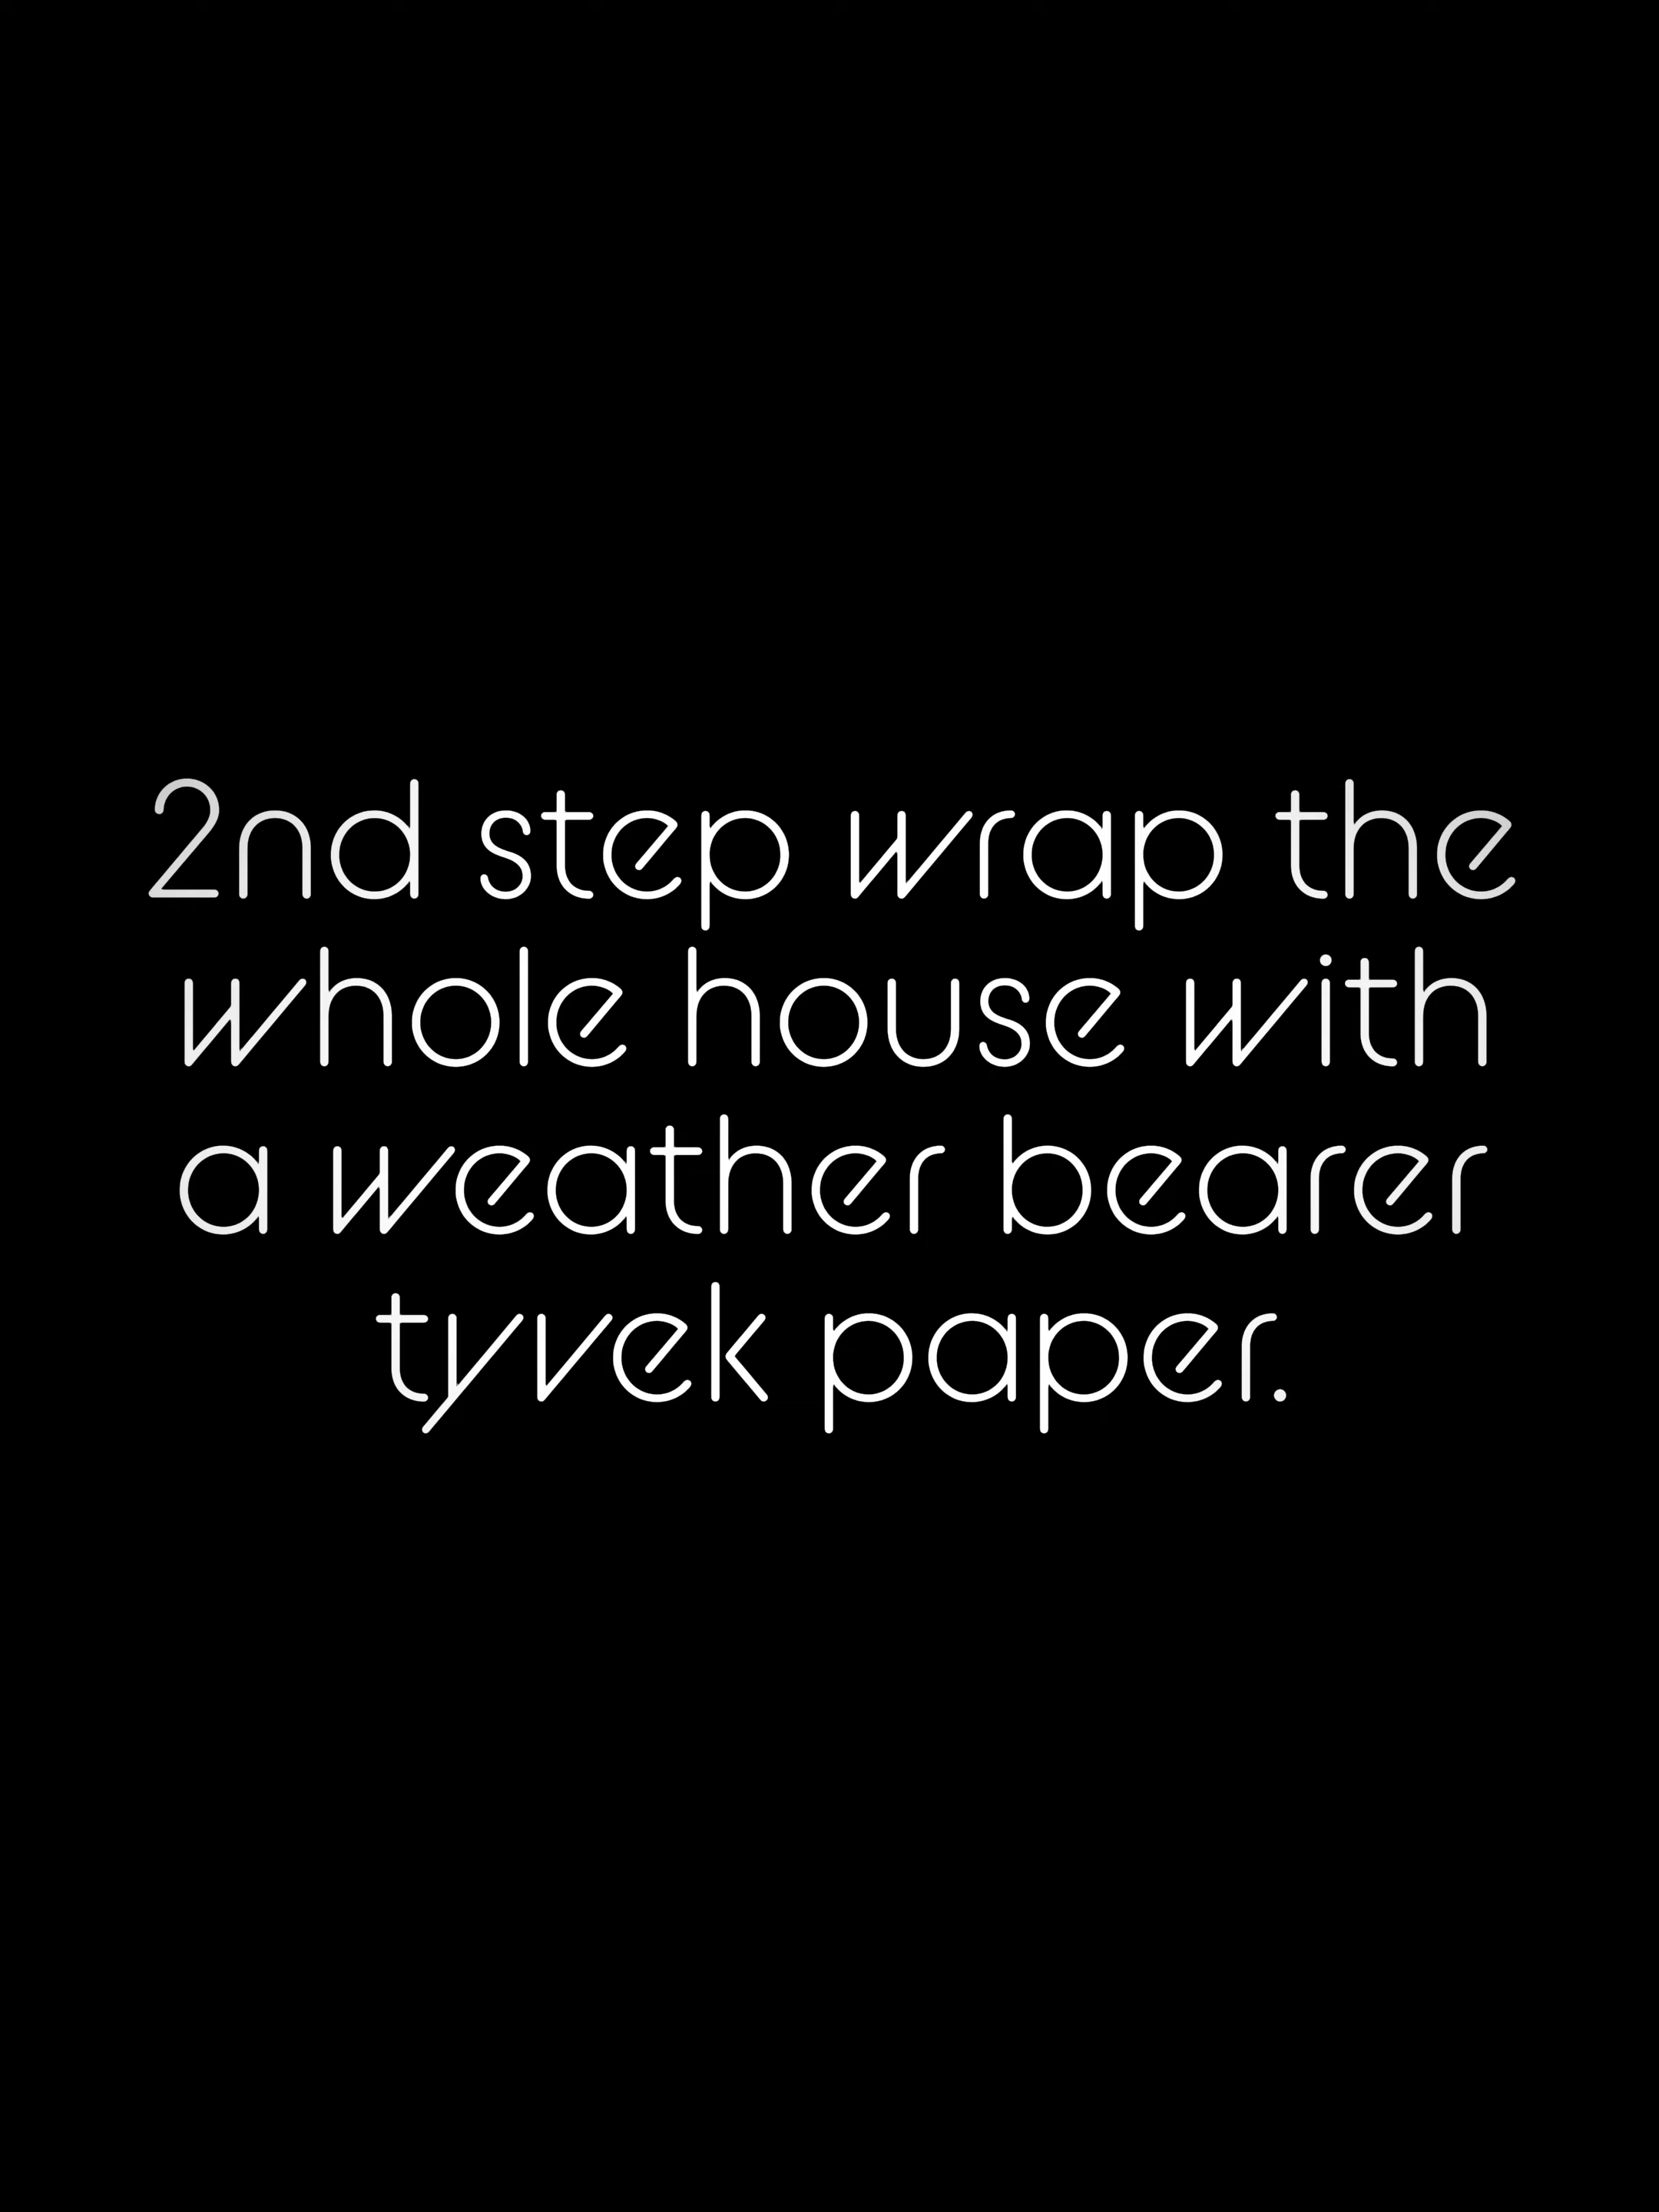 2nd step wrap the
whole house with
a weather bearer
tyvek paper.